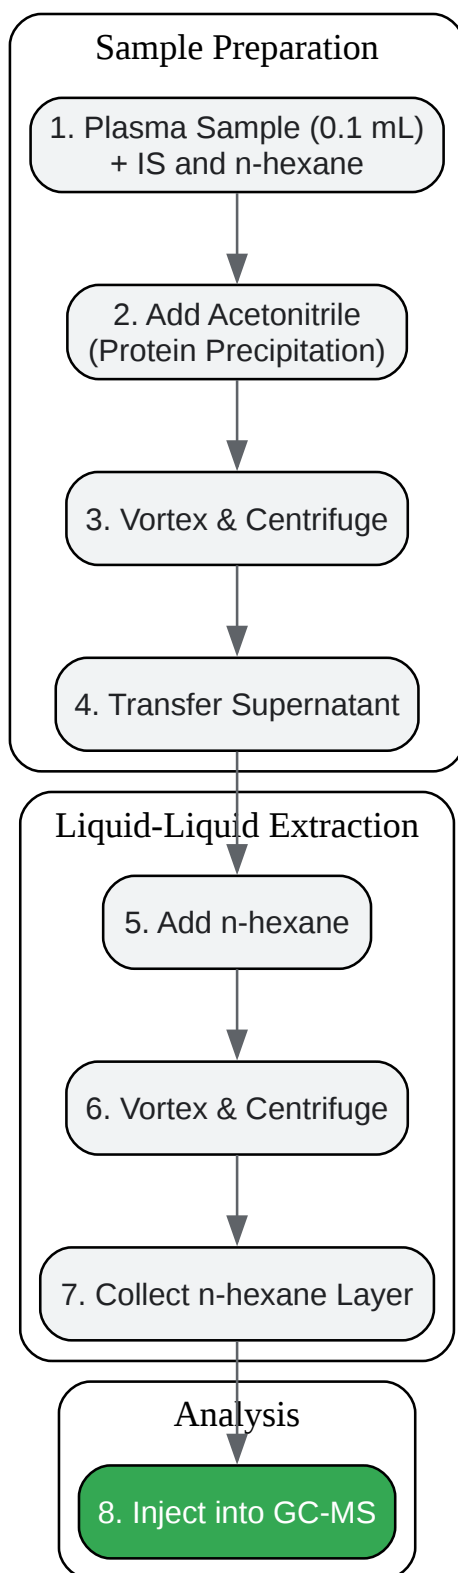 Sample Preparation
1. Plasma Sample (0.1 mL)
+ IS and n-hexane
2. Add Acetonitrile
(Protein Precipitation)
3. Vortex & Centrifuge
4. Transfer Supernatant
Liquid-Liquid Extraction
5. Add n-hexane
6. Vortex & Centrifuge
7. Collect n-hexane Layer
Analysis
8. Inject into GC-MS